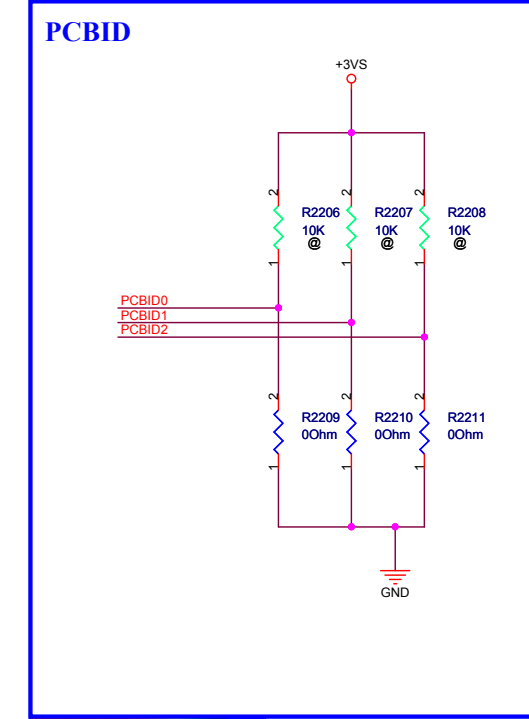 PCBID
+3VS
2 2 2
R2206 R2207 R2208
10K 10K 10K
@ @ @
1 1 1
PCBID0
PCBID1
PCBID2
2 2 2
R2209 R2210 R2211
0Ohm 0Ohm 0Ohm
1 1 1
GND